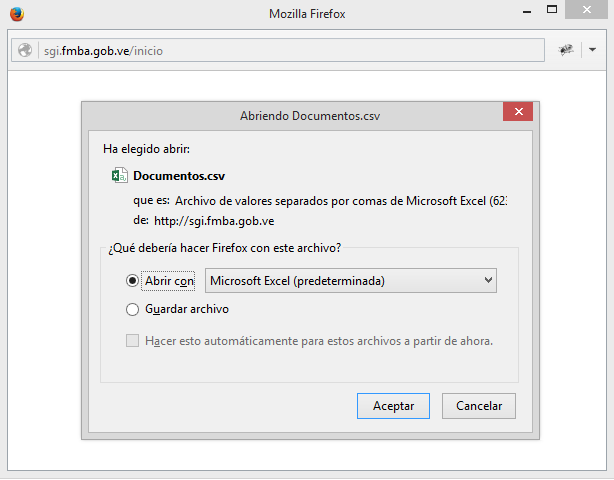 Mozilla Firefox
sgi.fmba.gob.ve/inicio
Abriendo Documentos.csv
Ha elegido abrir:
Documentos.csv
que es: Archivo de valores separados por comas de Microsoft Excel (623
de: http://sgi.fmba.gob.ve
¿Qué debería hacer Firefox con este archivo?
Abrir con Microsoft Excel (predeterminada)
Guardar archivo
Hacer esto automáticamente para estos archivos a partir de ahora.
Aceptar Cancelar